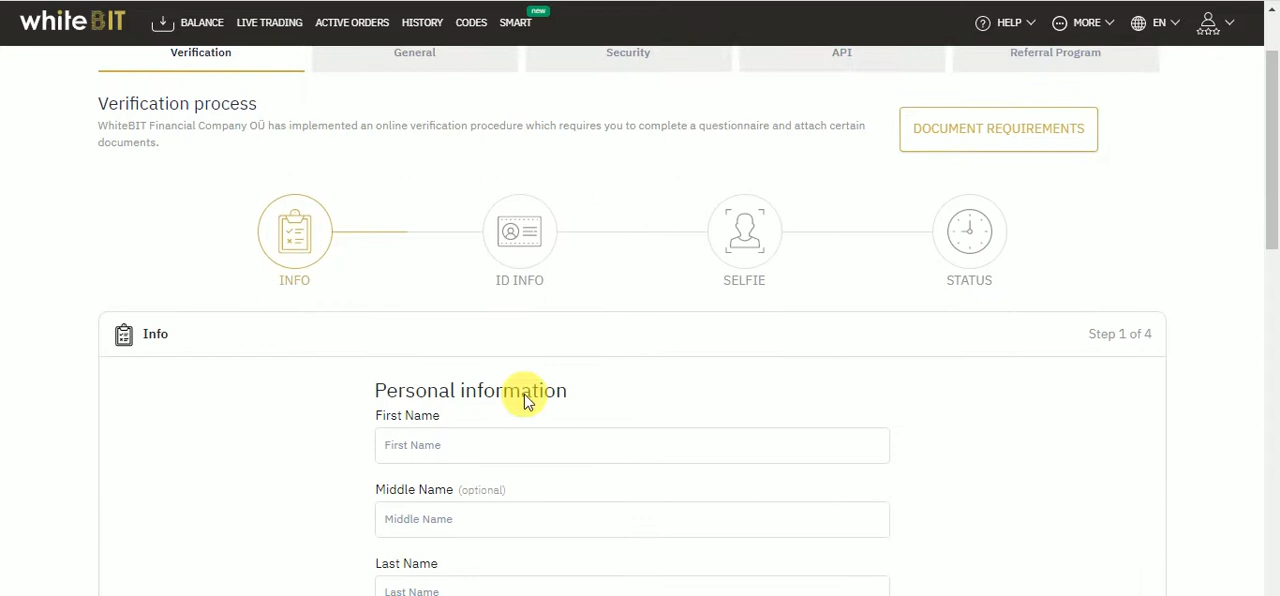 whiteBIT
BALANCE LIVE TRADING ACTIVE ORDERS HISTORY CODES SMART new HELP MORE EN
Verification General Security API Referral Program
Verification process
WhiteBIT Financial Company OÜ has implemented an online verification procedure which requires you to complete a questionnaire and attach certain
documents.
DOCUMENT REQUIREMENTS
INFO ID INFO SELFIE STATUS
Info Step 1 of 4
Personal information
First Name
First Name
Middle Name (optional)
Middle Name
Last Name
Last Name